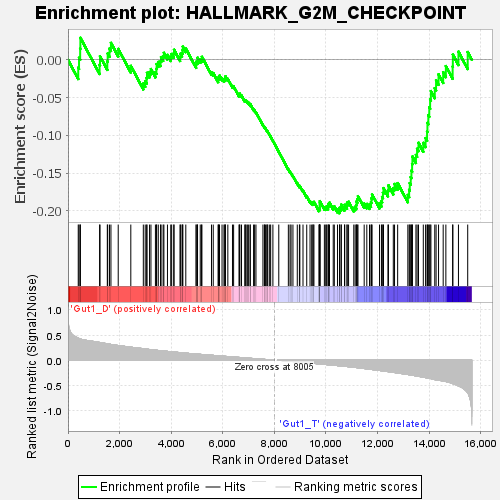 Enrichment plot: HALLMARK_G2M_CHECKPOINT
Enrichment score (ES)
0.00
-0.05
-0.10
-0.15
-0.20
'Gut1_D' (positively correlated)
Ranked list metric (Signal2Noise)
1.0
0.5
0.0
-0.5
-1.0
Zero cross at 8005
'Gut1_T' (negatively correlated)
0
2,000
4,000
6,000
8,000
10,000
12,000
14,000
16,000
Rank in Ordered Dataset
Enrichment profile
Hits
Ranking metric scores